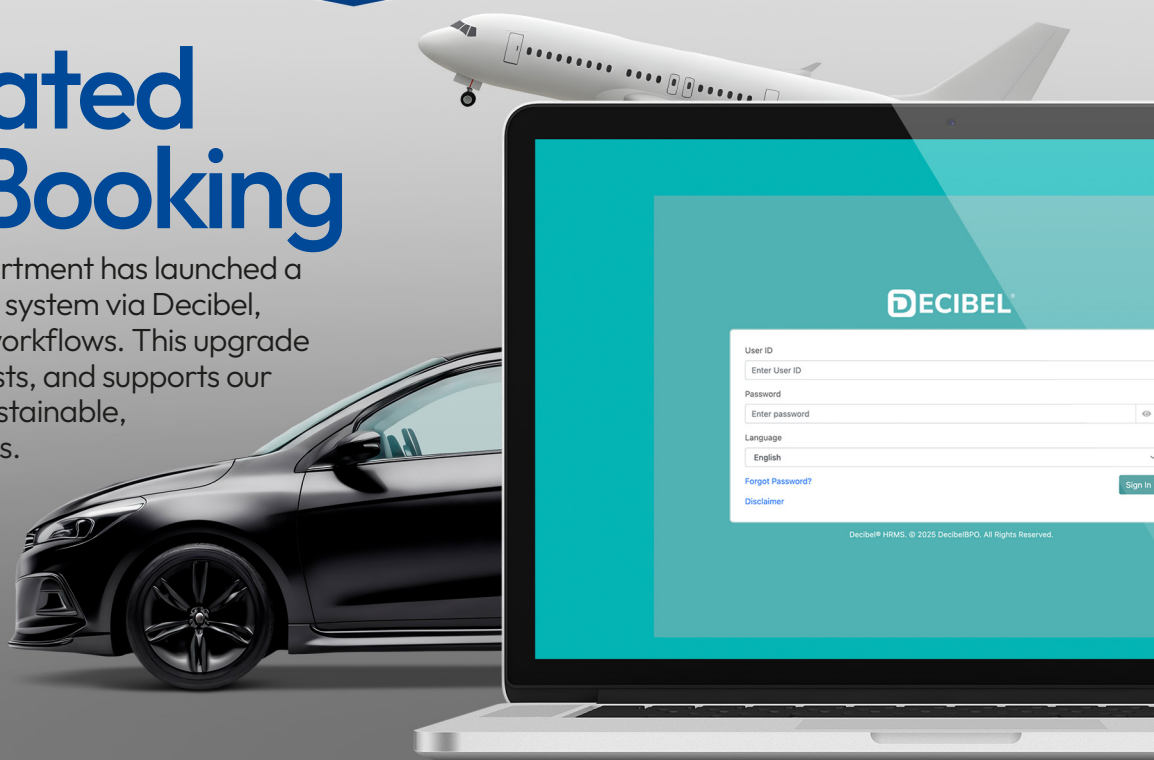 ated
Booking
rtment has launched a
system via Decibel,
workflows. This upgrade
sts, and supports our
stainable,
s.
DECIBEL
User ID
Enter User ID
Password
Enter password
Language
English
Forgot Password?
Sign In
Disclaimer
Decibel® HRMS. © 2025 DecibelBPO. All Rights Reserved.